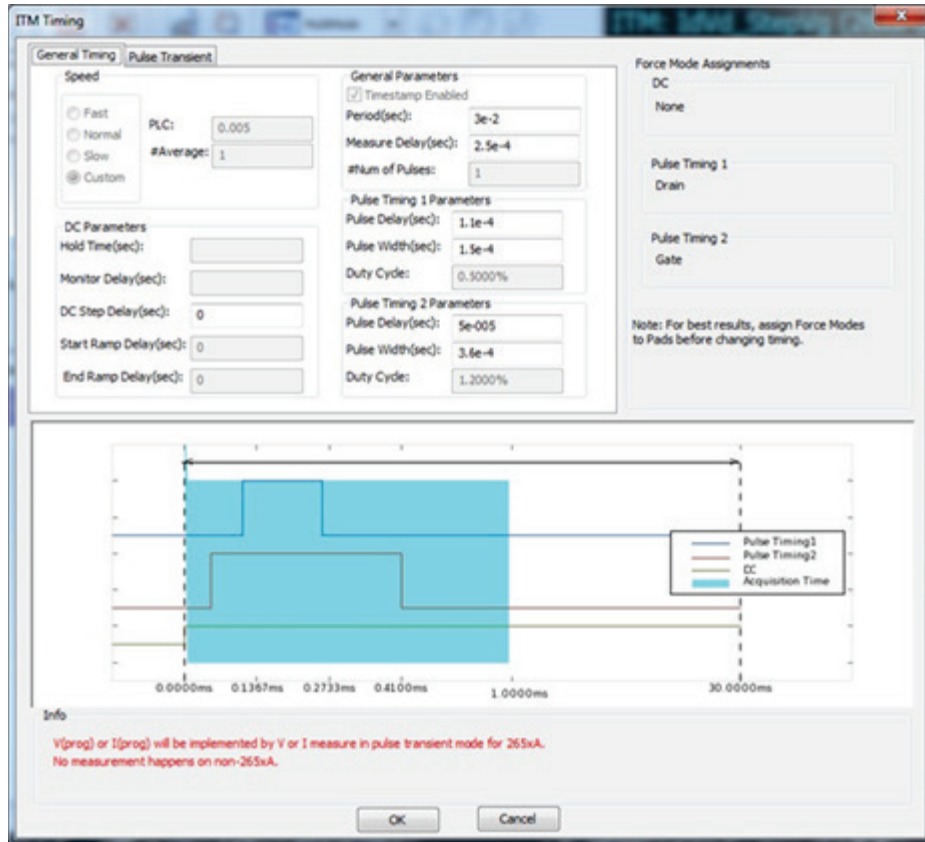 ITM Timing
ITM: IdVd_StepVg
General Timing
Pulse Transient
Speed
Fast
Normal
Slow
Custom
PLC:
0.005
#Average:
1
DC Parameters
Hold Time(sec):
Monitor Delay(sec):
DC Step Delay(sec):
0
Start Ramp Delay(sec):
0
End Ramp Delay(sec):
0
General Parameters
Timestamp Enabled
Period(sec):
3e-2
Measure Delay(sec):
2.5e-4
#Num of Pulses:
1
Pulse Timing 1 Parameters
Pulse Delay(sec):
1.1e-4
Pulse Width(sec):
1.5e-4
Duty Cycle:
0.5000%
Pulse Timing 2 Parameters
Pulse Delay(sec):
5e-005
Pulse Width(sec):
3.6e-4
Duty Cycle:
1.2000%
Force Mode Assignments
DC
None
Pulse Timing 1
Drain
Pulse Timing 2
Gate
Note: For best results, assign Force Modes
to Pads before changing timing.
Pulse Timing1
Pulse Timing2
DC
Acquisition Time
0.0000ms
0.1367ms
0.2733ms
0.4100ms
1.0000ms
30.0000ms
Info
V(prog) or I(prog) will be implemented by V or I measure in pulse transient mode for 265xA.
No measurement happens on non-265xA.
OK
Cancel